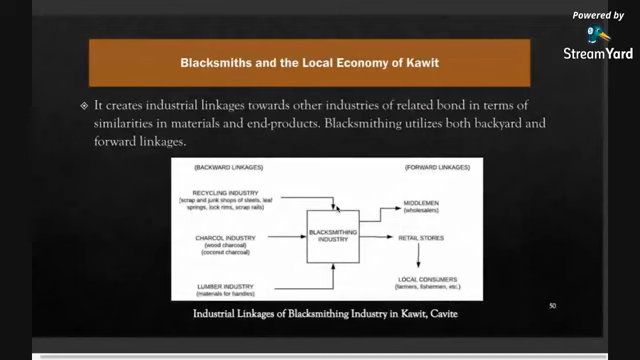 Powered by
StreamYard
Blacksmiths and the Local Economy of Kawit
It creates industrial linkages towards other industries of related bond in terms of
similarities in materials and end-products. Blacksmithing utilizes both backyard and
forward linkages.
(BACKWARD LINKAGES)
(FORWARD LINKAGES)
RECYCLING INDUSTRY
(scrap and junk shops of steels, leaf
springs, lock rims, scrap rails)
MIDDLEMEN
(wholesalers)
BLACKSMITHING
INDUSTRY
CHARCOL INDUSTRY
(wood charcoal)
(coconut charcoal)
RETAIL STORES
LUMBER INDUSTRY
(materials for handles)
LOCAL CONSUMERS
(farmers, fishermen, etc.)
50
Industrial Linkages of Blacksmithing Industry in Kawit, Cavite